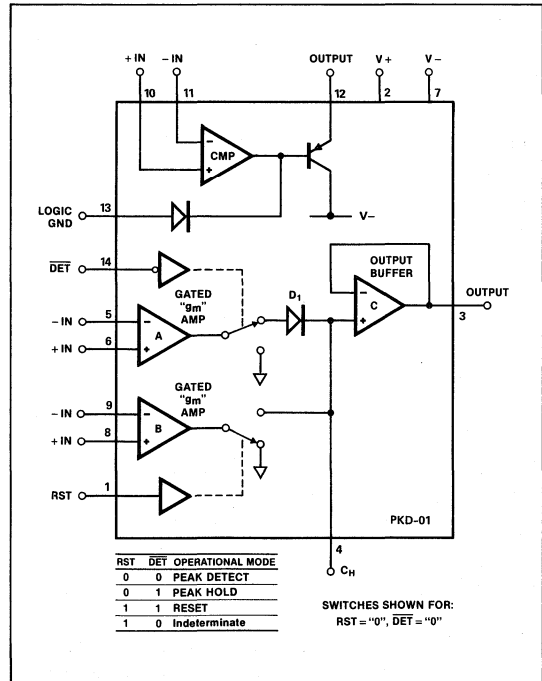 + IN
- IN
OUTPUT
V +
V -
10
11
12
2
7
-
CMP
+
V-
LOGIC
GND
13
DET
14
GATED
"gm"
AMP
- IN
5
-
A
+ IN
6
+
D1
OUTPUT
BUFFER
-
C
+
OUTPUT
3
- IN
9
-
B
+ IN
8
+
GATED
"gm"
AMP
RST
1
PKD-01
4
CH
RST DET OPERATIONAL MODE
0 0 PEAK DETECT
0 1 PEAK HOLD
1 1 RESET
1 0 Indeterminate
SWITCHES SHOWN FOR:
RST = "0", DET = "0"